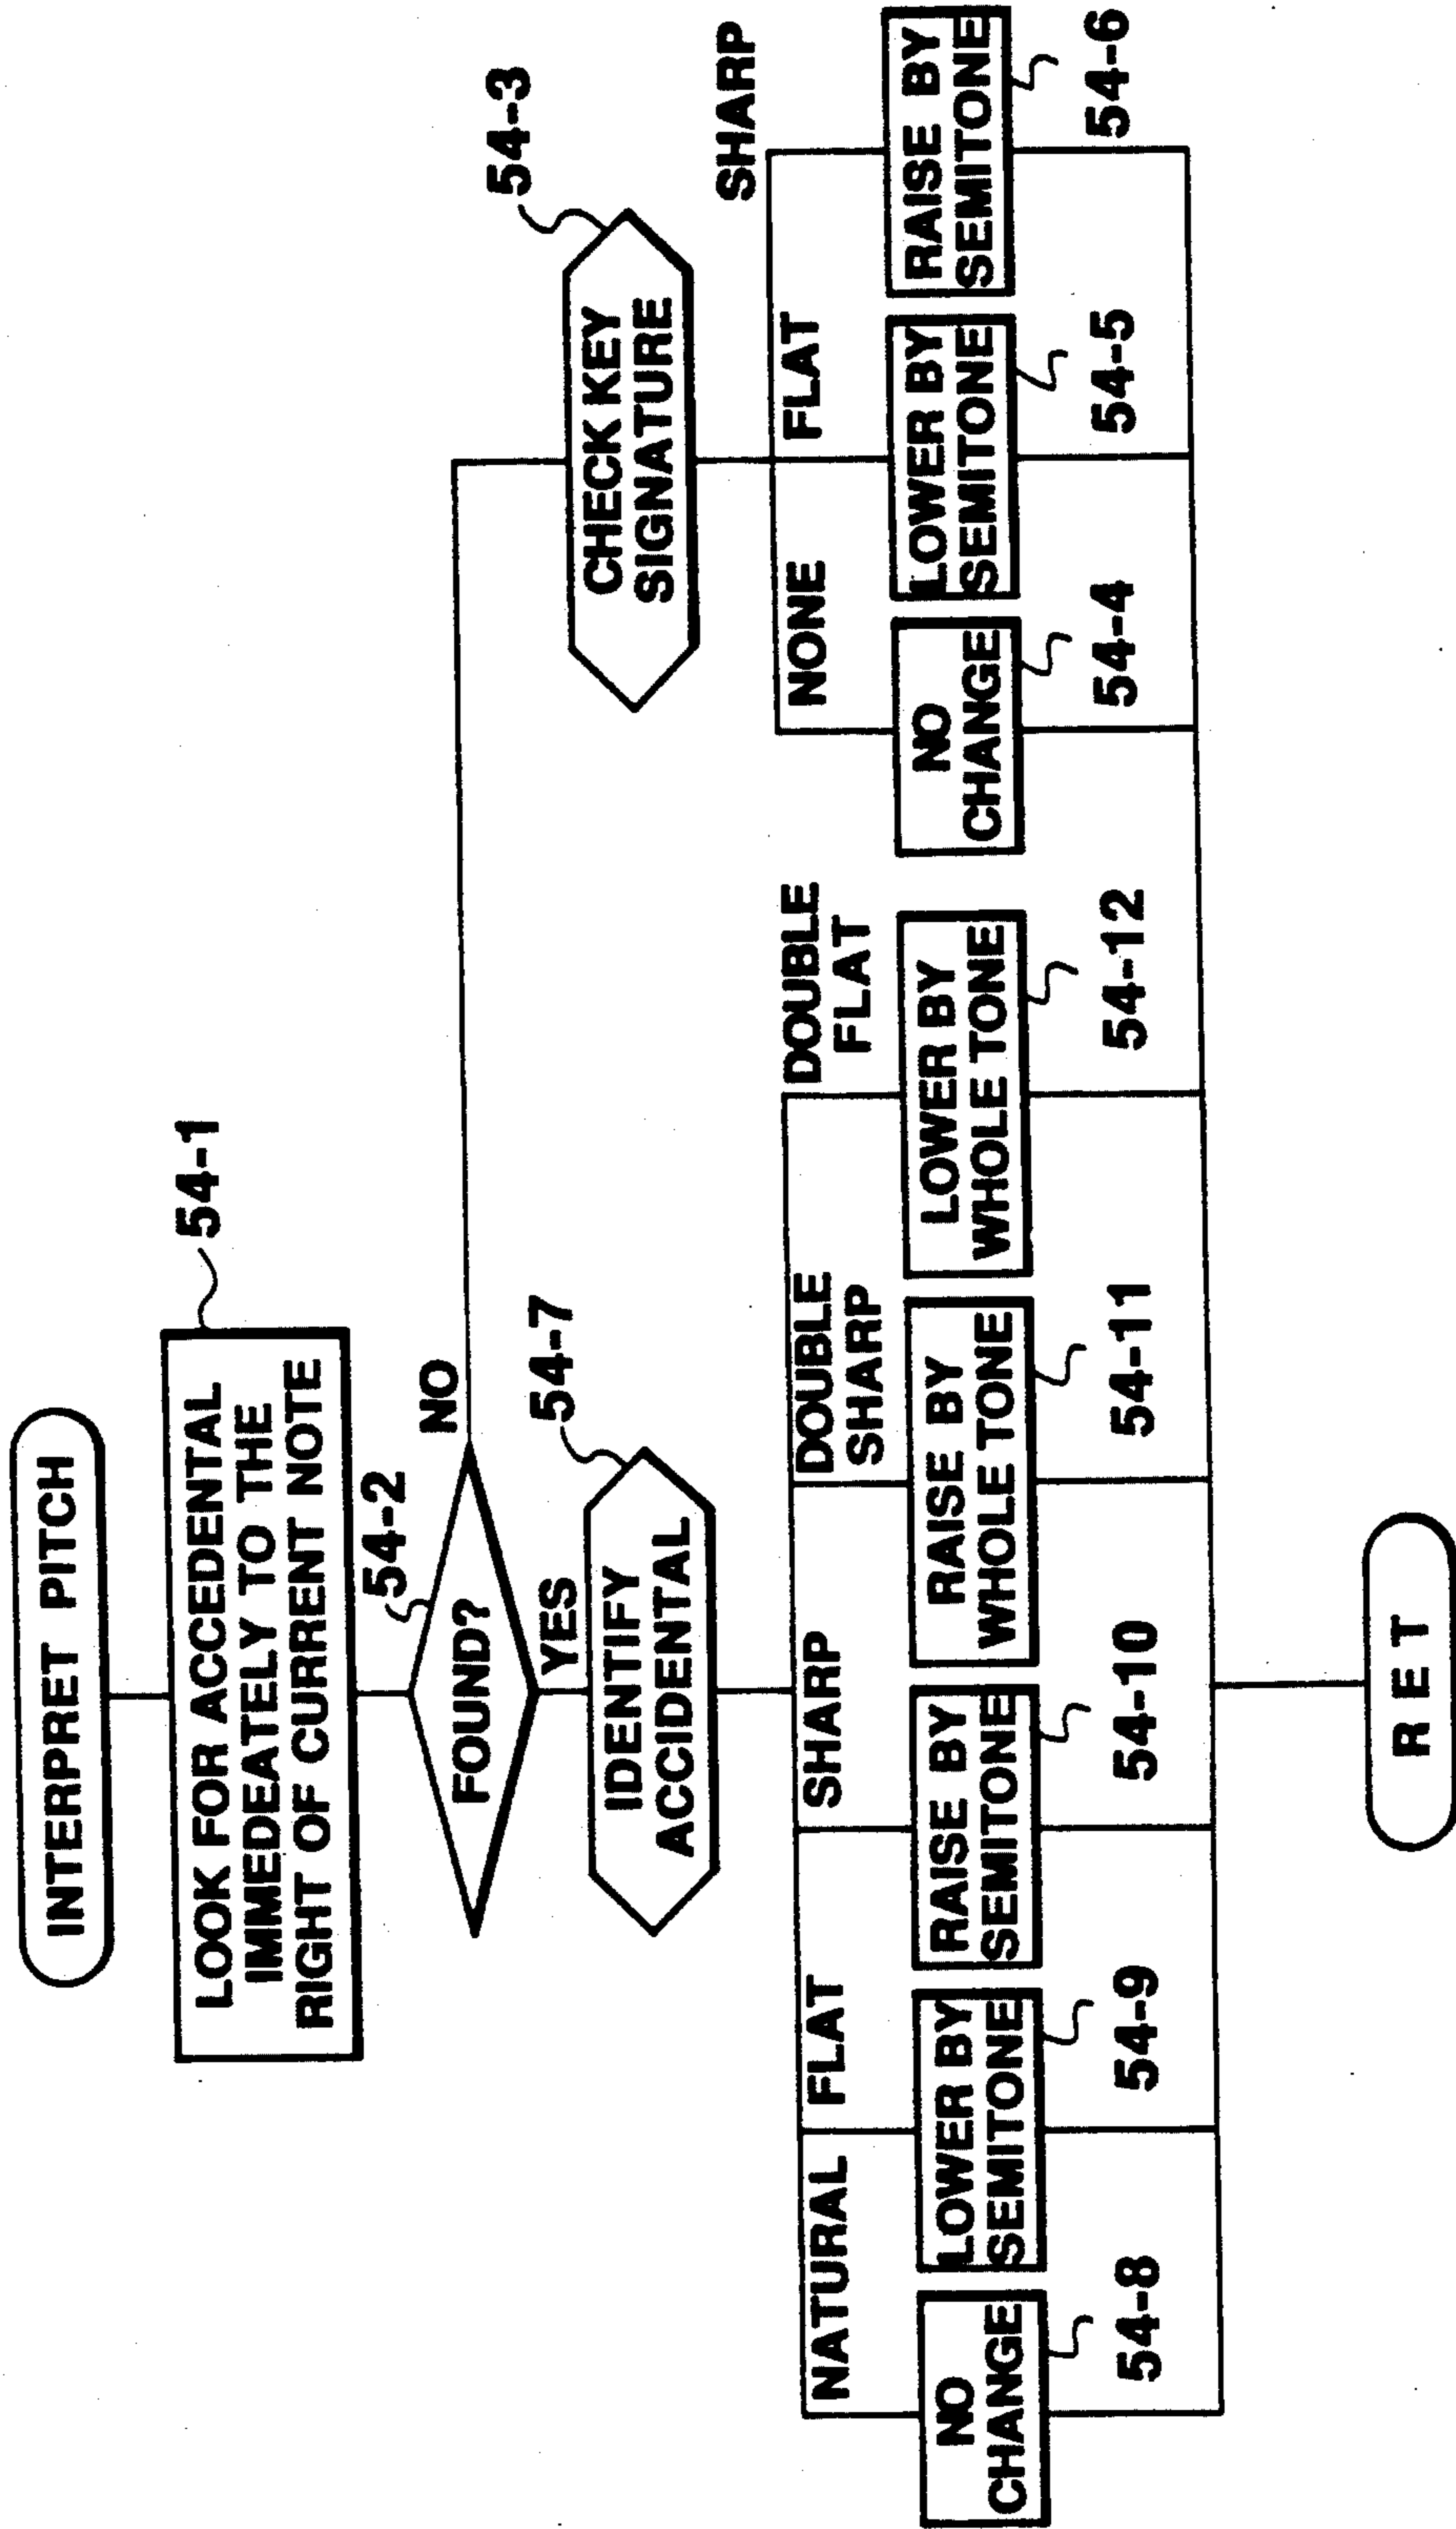 INTERPRET PITCH
54-1
LOOK FOR ACCEDENTAL
IMMEDEATELY TO THE
RIGHT OF CURRENT NOTE
54-2
FOUND?
NO
YES
54-3
CHECK KEY
SIGNATURE
54-7
IDENTIFY
ACCIDENTAL
NATURAL
FLAT
SHARP
DOUBLE
SHARP
DOUBLE
FLAT
NONE
FLAT
SHARP
NO
CHANGE
LOWER BY
SEMITONE
RAISE BY
SEMITONE
RAISE BY
WHOLE TONE
LOWER BY
WHOLE TONE
NO
CHANGE
LOWER BY
SEMITONE
RAISE BY
SEMITONE
54-8
54-9
54-10
54-11
54-12
54-4
54-5
54-6
RET